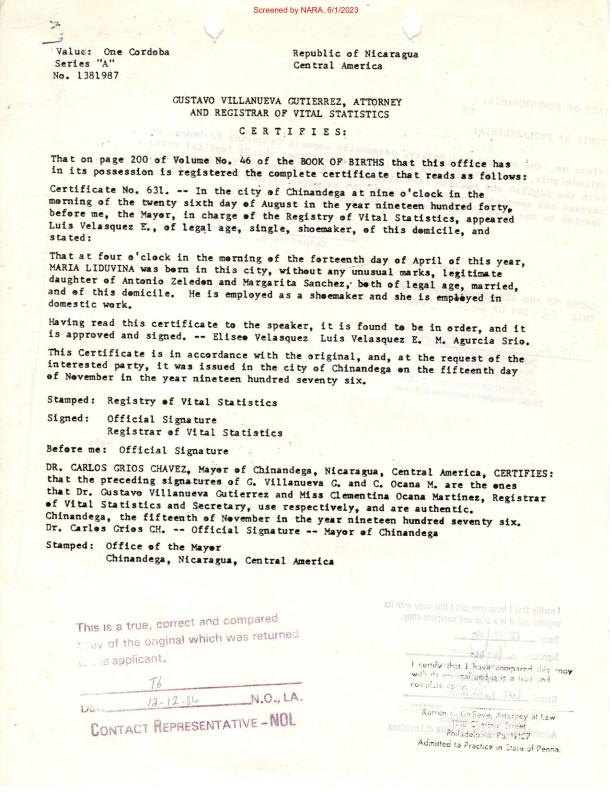 Screened by NARA, 6/1/2023
Value: One Cordoba
Republic of Nicaragua
Series "A"
Central America
No. 1381987
GUSTAVO VILLANUEVA GUTIERREZ, ATTORNEY
AND REGISTRAR OF VITAL STATISTICS
C E R T I F I E S:
That on page 200 of Volume No. 46 of the BOOK OF BIRTHS that this office has
in its possession is registered the complete certificate that reads as follows:
Certificate No. 631. -- In the city of Chinandega at nine o'clock in the
morning of the twenty sixth day of August in the year nineteen hundred forty,
before me, the Mayor, in charge of the Registry of Vital Statistics, appeared
Luis Velasquez E., of legal age, single, shoemaker, of this domicile, and
stated:
That at four o'clock in the morning of the forteenth day of April of this year,
MARIA LIDUVINA was born in this city, without any unusual marks, legitimate
daughter of Antonio Zeledon and Margarita Sanchez, both of legal age, married,
and of this domicile. He is employed as a shoemaker and she is employed in
domestic work.
Having read this certificate to the speaker, it is found to be in order, and it
is approved and signed. -- Eliseo Velasquez Luis Velasquez E. M. Agurcia Srio.
This Certificate is in accordance with the original, and, at the request of the
interested party, it was issued in the city of Chinandega on the fifteenth day
of November in the year nineteen hundred seventy six.
Stamped: Registry of Vital Statistics
Signed: Official Signature
Registrar of Vital Statistics
Before me: Official Signature
DR. CARLOS GRIOS CHAVEZ, Mayor of Chinandega, Nicaragua, Central America, CERTIFIES:
that the preceding signatures of G. Villanueva G. and C. Ocana M. are the ones
that Dr. Gustavo Villanueva Gutierrez and Miss Clementina Ocana Martinez, Registrar
of Vital Statistics and Secretary, use respectively, and are authentic.
Chinandega, the fifteenth of November in the year nineteen hundred seventy six.
Dr. Carlos Grios CH. -- Official Signature -- Mayor of Chinandega
Stamped: Office of the Mayor
Chinandega, Nicaragua, Central America
This is a true, correct and compared
of the original which was returned
applicant.
12-12-86 N.O., LA.
CONTACT REPRESENTATIVE-NOL
I certify that I have compared this copy
with its original and it is a true and
complete
Attorney at Law
Street
Philadelphia, Pa. 19107
Admitted to Practice in State of Penna.